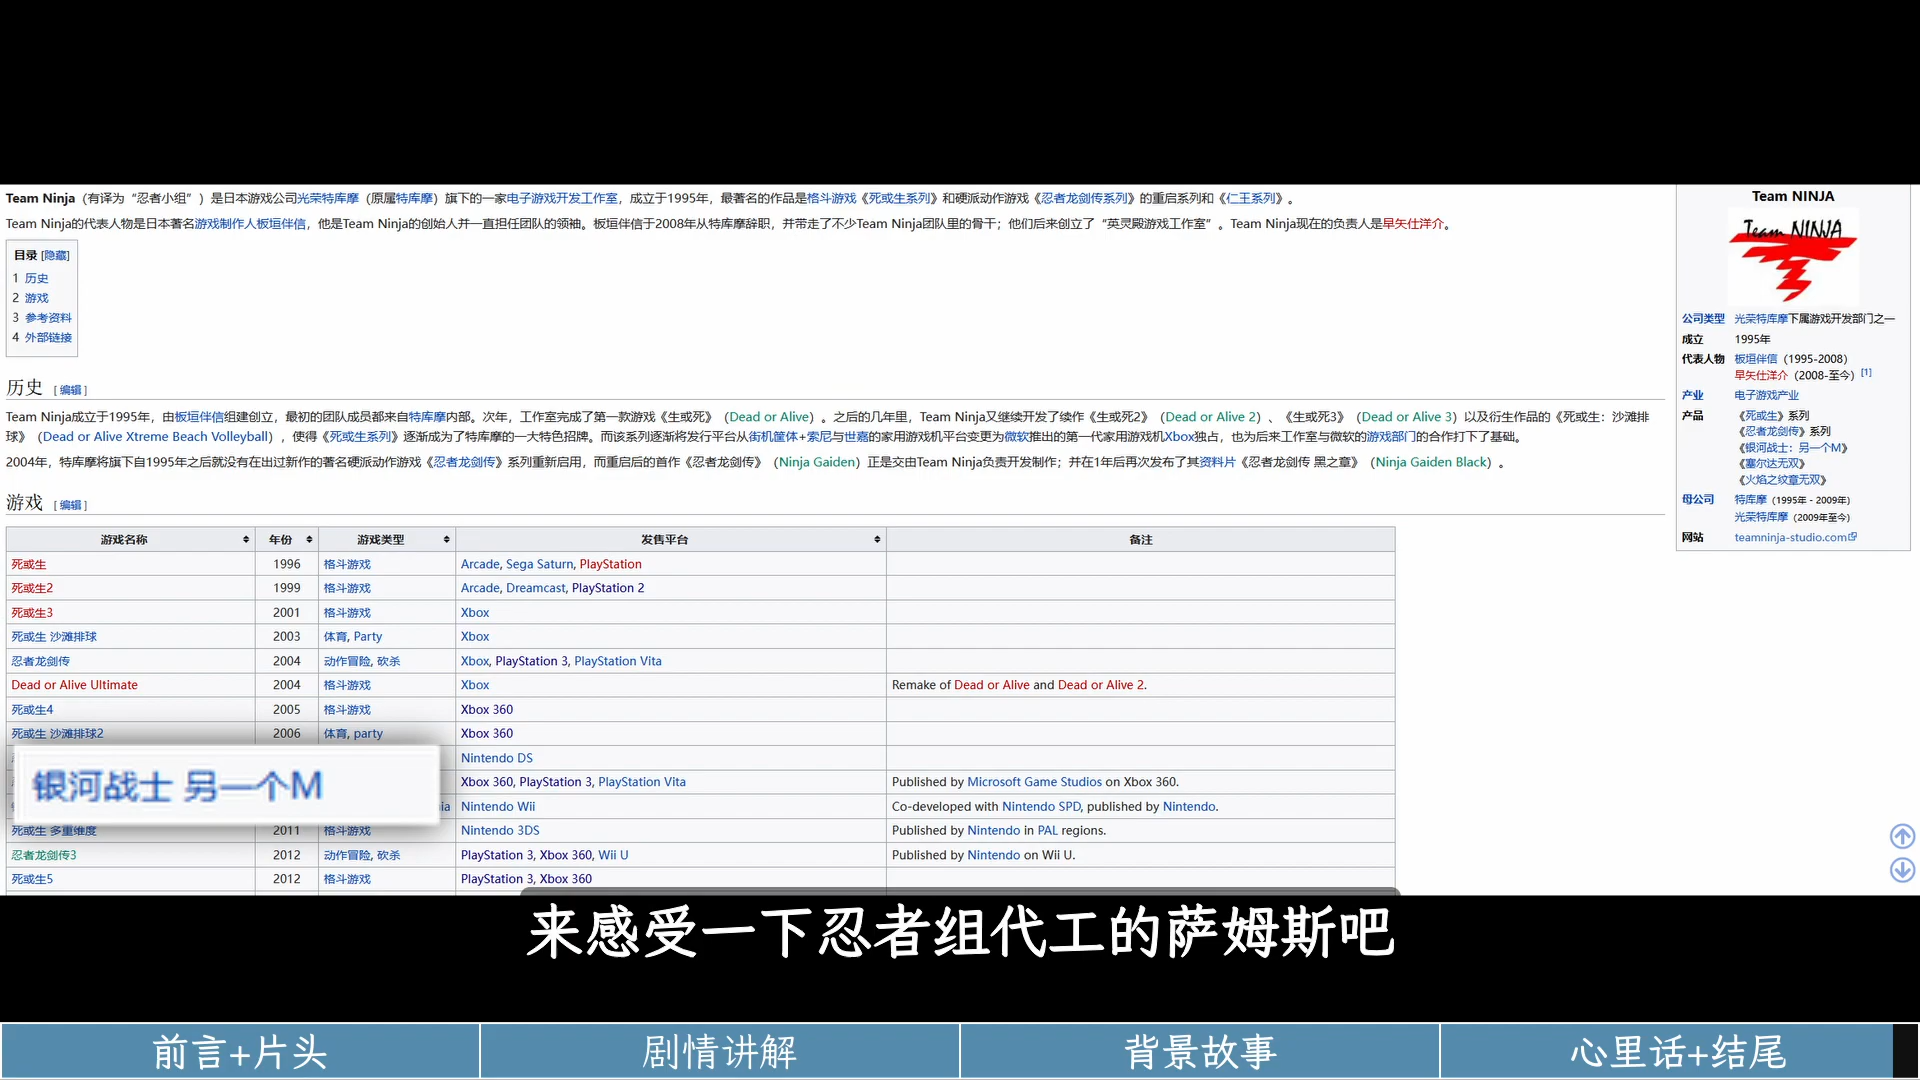 Team Ninja（有译为“忍者小组”）是日本游戏公司光荣特库摩（原属特库摩）旗下的一家电子游戏开发工作室，成立于1995年，最著名的作品是格斗游戏《死或生系列》和硬派动作游戏《忍者龙剑传系列》的重启系列和《仁王系列》。
Team Ninja的代表人物是日本著名游戏制作人板垣伴信，他是Team Ninja的创始人并一直担任团队的领袖。板垣伴信于2008年从特库摩辞职，并带走了不少Team Ninja团队里的骨干；他们后来创立了“英灵殿游戏工作室”。Team Ninja现在的负责人是早矢仕洋介。
目录 [隐藏]
1 历史
2 游戏
3 参考资料
4 外部链接
历史 [编辑]
Team Ninja成立于1995年，由板垣伴信组建创立，最初的团队成员都来自特库摩内部。次年，工作室完成了第一款游戏《生或死》（Dead or Alive）。之后的几年里，Team Ninja又继续开发了续作《生或死2》（Dead or Alive 2）、《生或死3》（Dead or Alive 3）以及衍生作品的《死或生：沙滩排
球》（Dead or Alive Xtreme Beach Volleyball），使得《死或生系列》逐渐成为了特库摩的一大特色招牌。而该系列逐渐将发行平台从街机筐体+索尼与世嘉的家用游戏机平台变更为微软推出的第一代家用游戏机Xbox独占，也为后来工作室与微软的游戏部门的合作打下了基础。
2004年，特库摩将旗下自1995年之后就没有在出过新作的著名硬派动作游戏《忍者龙剑传》系列重新启用，而重启后的首作《忍者龙剑传》（Ninja Gaiden）正是交由Team Ninja负责开发制作；并在1年后再次发布了其资料片《忍者龙剑传 黑之章》（Ninja Gaiden Black）。
游戏 [编辑]
游戏名称 年份 游戏类型 发售平台 备注
死或生 1996 格斗游戏 Arcade, Sega Saturn, PlayStation
死或生2 1999 格斗游戏 Arcade, Dreamcast, PlayStation 2
死或生3 2001 格斗游戏 Xbox
死或生 沙滩排球 2003 体育, Party Xbox
忍者龙剑传 2004 动作冒险, 砍杀 Xbox, PlayStation 3, PlayStation Vita
Dead or Alive Ultimate 2004 格斗游戏 Xbox Remake of Dead or Alive and Dead or Alive 2.
死或生4 2005 格斗游戏 Xbox 360
死或生 沙滩排球2 2006 体育, party Xbox 360
Nintendo DS
Xbox 360, PlayStation 3, PlayStation Vita Published by Microsoft Game Studios on Xbox 360.
银河战士 另一个M
ia Nintendo Wii Co-developed with Nintendo SPD, published by Nintendo.
死或生 多重维度 2011 格斗游戏 Nintendo 3DS Published by Nintendo in PAL regions.
忍者龙剑传3 2012 动作冒险, 砍杀 PlayStation 3, Xbox 360, Wii U Published by Nintendo on Wii U.
死或生5 2012 格斗游戏 PlayStation 3, Xbox 360
Team NINJA
Team NINJA
公司类型 光荣特库摩下属游戏开发部门之一
成立 1995年
代表人物 板垣伴信（1995-2008）
早矢仕洋介（2008-至今）[1]
产业 电子游戏产业
产品 《死或生》系列
《忍者龙剑传》系列
《银河战士：另一个M》
《塞尔达无双》
《火焰之纹章无双》
母公司 特库摩（1995年 - 2009年）
光荣特库摩（2009年至今）
网站 teamninja-studio.com
来感受一下忍者组代工的萨姆斯吧
前言+片头 剧情讲解 背景故事 心里话+结尾